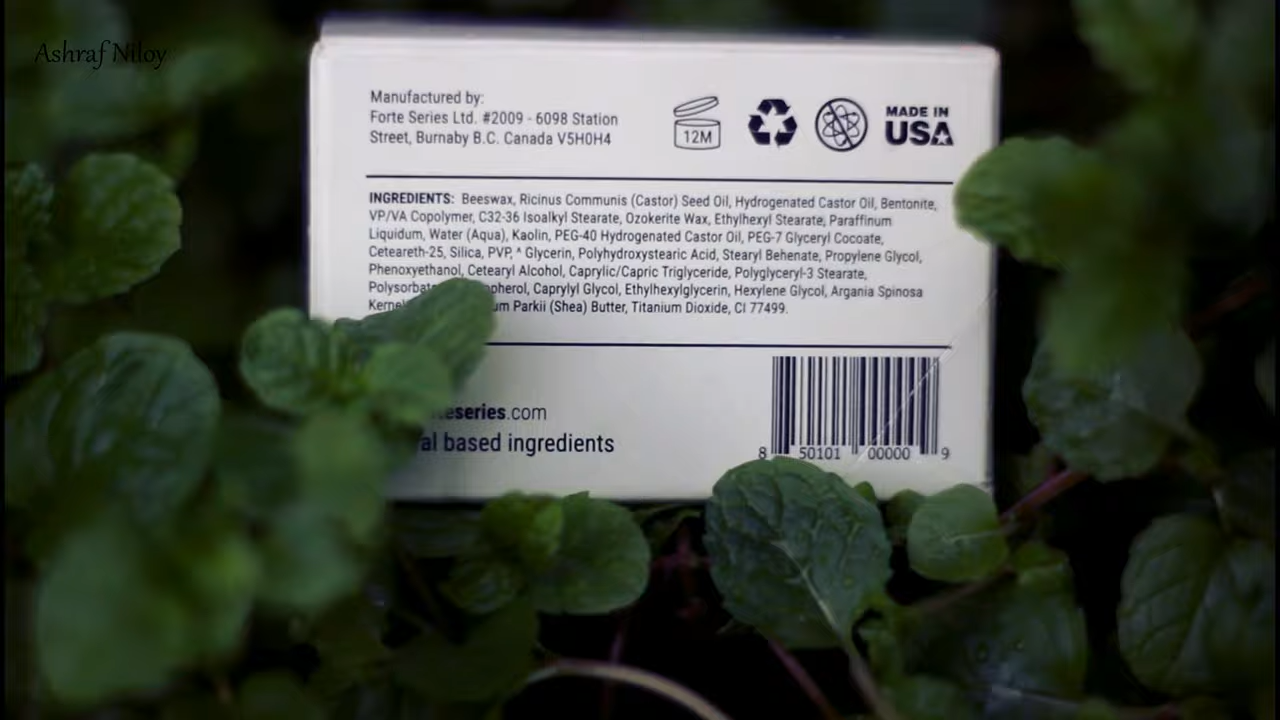 Ashraf Niloy
Manufactured by:
Forte Series Ltd. #2009 - 6098 Station
Street, Burnaby B.C. Canada V5H0H4
12M
MADE IN
USA
INGREDIENTS: Beeswax, Ricinus Communis (Castor) Seed Oil, Hydrogenated Castor Oil, Bentonite,
VP/VA Copolymer, C32-36 Isoalkyl Stearate, Ozokerite Wax, Ethylhexyl Stearate, Paraffinum
Liquidum, Water (Aqua), Kaolin, PEG-40 Hydrogenated Castor Oil, PEG-7 Glyceryl Cocoate,
Ceteareth-25, Silica, PVP, * Glycerin, Polyhydroxystearic Acid, Stearyl Behenate, Propylene Glycol,
Phenoxyethanol, Cetearyl Alcohol, Caprylic/Capric Triglyceride, Polyglyceryl-3 Stearate,
Caprylyl Glycol, Ethylhexylglycerin, Hexylene Glycol, Argania Spinosa
Parkii (Shea) Butter, Titanium Dioxide, CI 77499.
series.com
based ingredients
8 50101 00000 9